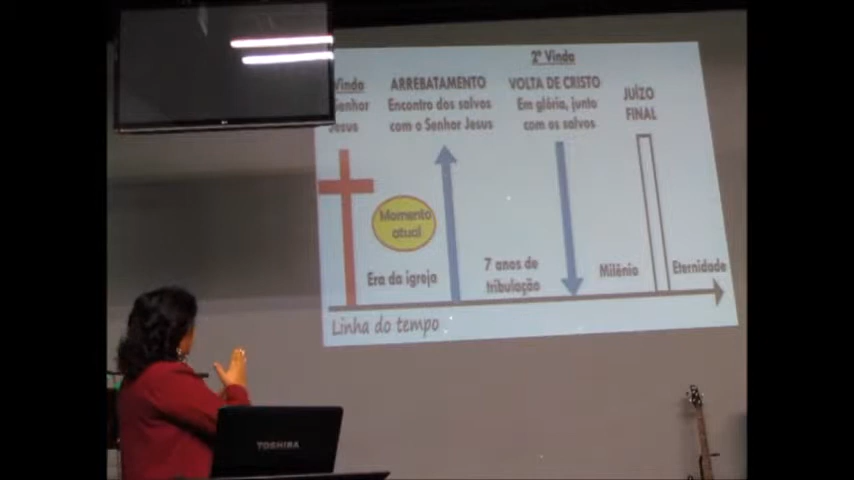 Vinda
Senhor
Jesus
ARREBATAMENTO
Encontro dos salvos
com o Senhor Jesus
2ª Vinda
VOLTA DE CRISTO
Em glória, junto
com os salvos
JUÍZO
FINAL
Momento
atual
Era da igreja
7 anos de
tribulação
Milênio
Eternidade
Linha do tempo
TOSHIBA